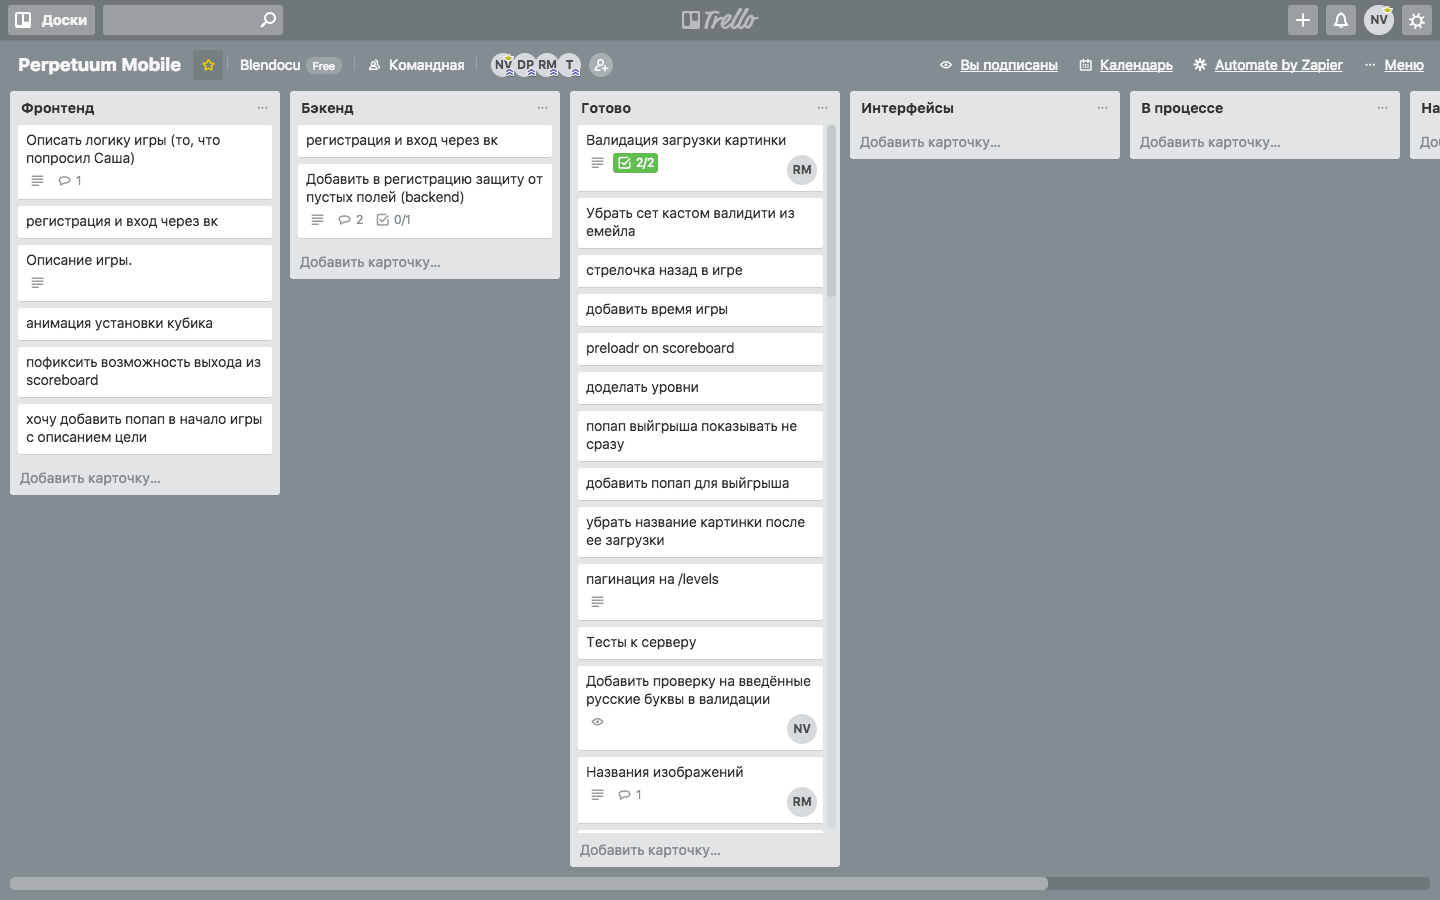 Доски
Trello
NV
Perpetuum Mobile
Blendocu Free
Командная
NV DP RM T
Вы подписаны
Календарь
Automate by Zapier
Меню
Фронтенд
Описать логику игры (то, что
попросил Саша)
1
регистрация и вход через вк
Описание игры.
анимация установки кубика
пофиксить возможность выхода из
scoreboard
хочу добавить попап в начало игры
с описанием цели
Добавить карточку...
Бэкенд
регистрация и вход через вк
Добавить в регистрацию защиту от
пустых полей (backend)
2 0/1
Добавить карточку...
Готово
Валидация загрузки картинки
2/2
RM
Убрать сет кастом валидити из
емейла
стрелочка назад в игре
добавить время игры
preloadr on scoreboard
доделать уровни
попап выйгрыша показывать не
сразу
добавить попап для выйгрыша
убрать название картинки после
ее загрузки
пагинация на /levels
Тесты к серверу
Добавить проверку на введённые
русские буквы в валидации
NV
Названия изображений
1
RM
Добавить карточку...
Интерфейсы
Добавить карточку...
В процессе
Добавить карточку...
На